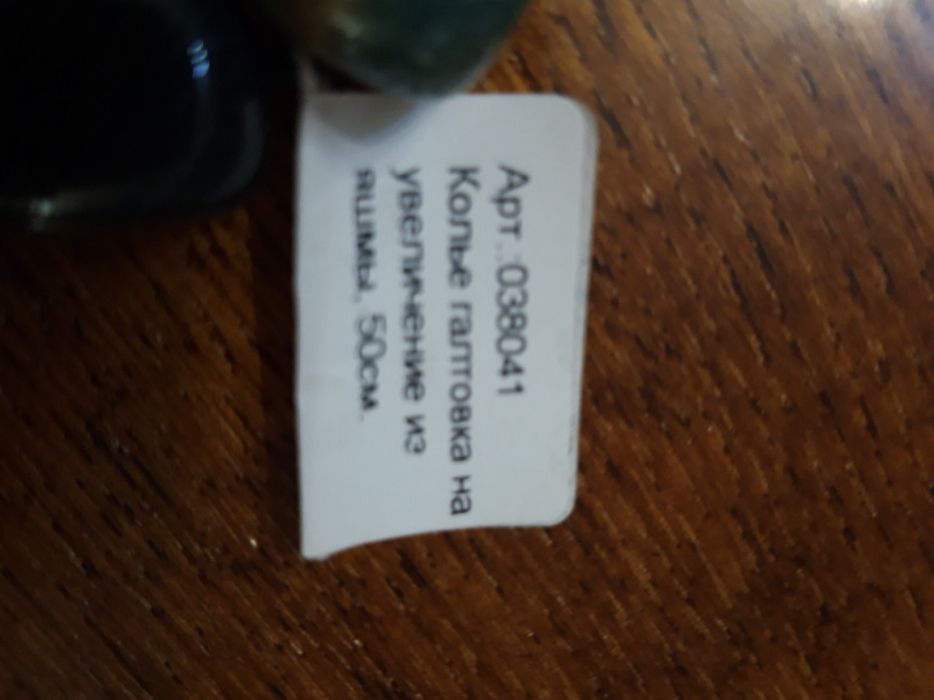 Арт.:038041
Колье галтовка на
увеличение из
яшмы, 50см.